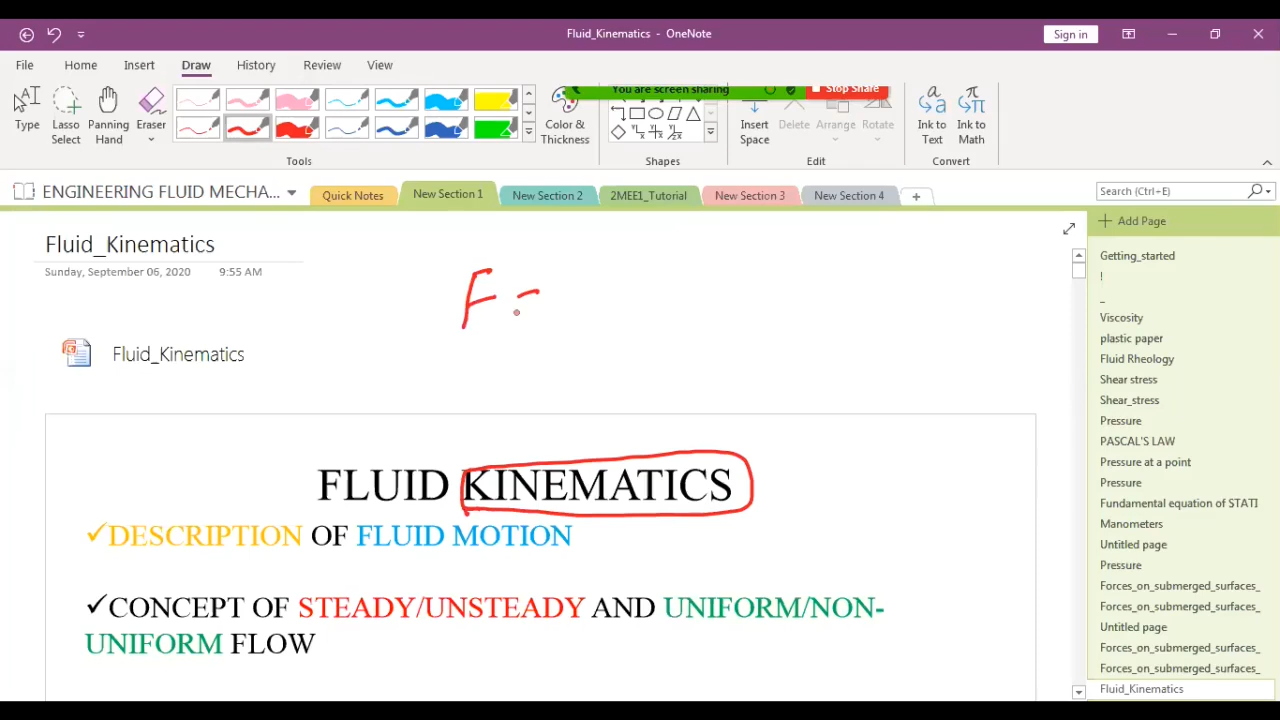 Fluid_Kinematics - OneNote
Sign in
File Home Insert Draw History Review View
You are screen sharing Stop Share
Type
Lasso Select
Panning Hand
Eraser
Color & Thickness
Insert Space
Delete
Arrange
Rotate
Ink to Text
Ink to Math
Tools
Shapes
Edit
Convert
ENGINEERING FLUID MECHA...
Quick Notes
New Section 1
New Section 2
2MEE1_Tutorial
New Section 3
New Section 4
Search (Ctrl+E)
Fluid_Kinematics
Sunday, September 06, 2020 9:55 AM
F =
Fluid_Kinematics
FLUID KINEMATICS
✓DESCRIPTION OF FLUID MOTION
✓CONCEPT OF STEADY/UNSTEADY AND UNIFORM/NON-
UNIFORM FLOW
Add Page
Getting_started
!
_
Viscosity
plastic paper
Fluid Rheology
Shear stress
Shear_stress
Pressure
PASCAL'S LAW
Pressure at a point
Pressure
Fundamental equation of STATI
Manometers
Untitled page
Pressure
Forces_on_submerged_surfaces_
Forces_on_submerged_surfaces_
Untitled page
Forces_on_submerged_surfaces_
Forces_on_submerged_surfaces_
Fluid_Kinematics